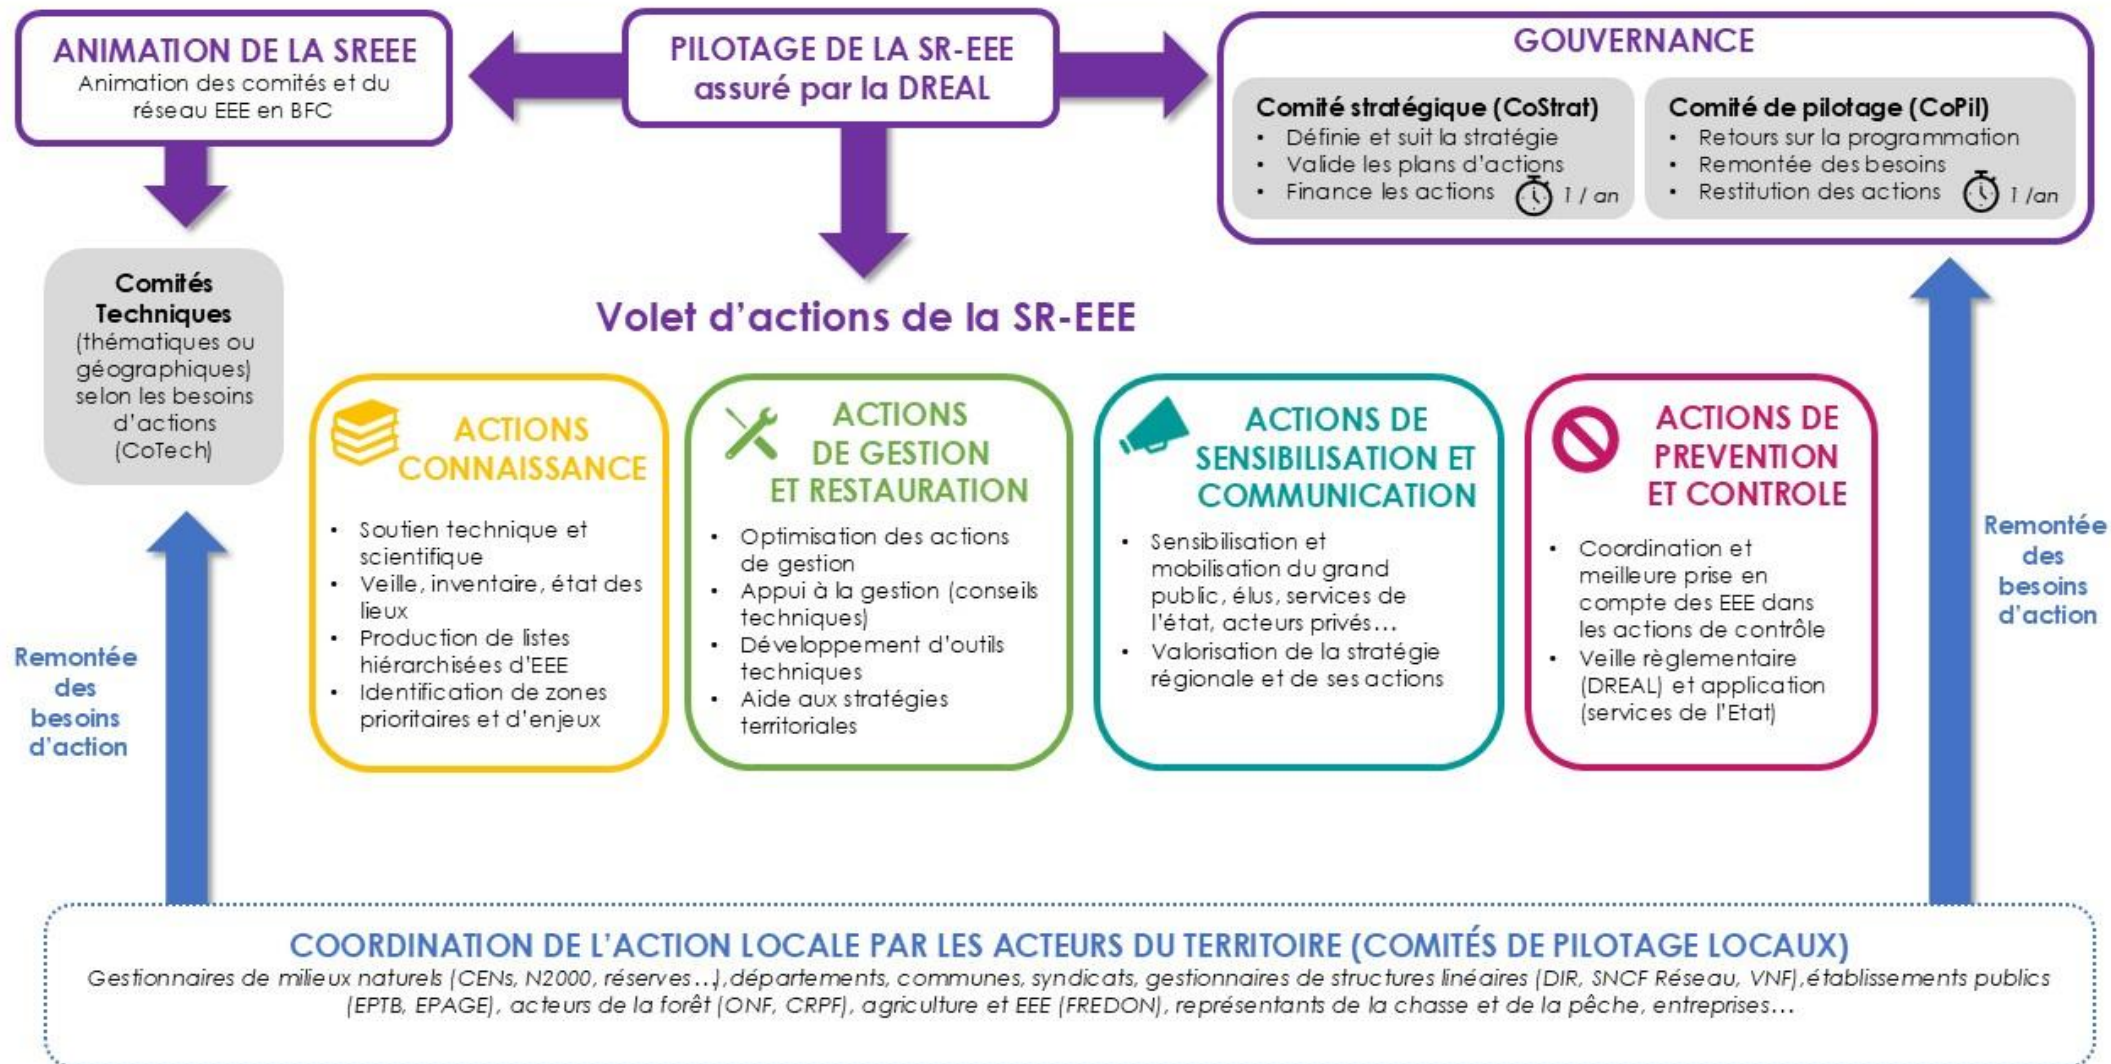 ANIMATION DE LA SREEE
Animation des comités et du
réseau EEE en BFC
PILOTAGE DE LA SR-EEE
assuré par la DREAL
GOUVERNANCE
Comité stratégique (CoStrat)
• Définie et suit la stratégie
• Valide les plans d'actions
• Finance les actions
1 / an
Comité de pilotage (CoPil)
• Retours sur la programmation
• Remontée des besoins
• Restitution des actions
1 /an
Comités
Techniques
(thématiques ou
géographiques)
selon les besoins
d'actions
(CoTech)
Volet d'actions de la SR-EEE
ACTIONS
CONNAISSANCE
• Soutien technique et
scientifique
• Veille, inventaire, état des
lieux
• Production de listes
hiérarchisées d'EEE
• Identification de zones
prioritaires et d'enjeux
ACTIONS
DE GESTION
ET RESTAURATION
• Optimisation des actions
de gestion
• Appui à la gestion (conseils
techniques)
• Développement d'outils
techniques
• Aide aux stratégies
territoriales
ACTIONS DE
SENSIBILISATION ET
COMMUNICATION
• Sensibilisation et
mobilisation du grand
public, élus, services de
l'état, acteurs privés…
• Valorisation de la stratégie
régionale et de ses actions
ACTIONS DE
PREVENTION
ET CONTROLE
• Coordination et
meilleure prise en
compte des EEE dans
les actions de contrôle
• Veille règlementaire
(DREAL) et application
(services de l'Etat)
Remontée
des
besoins
d'action
Remontée
des
besoins
d'action
COORDINATION DE L'ACTION LOCALE PAR LES ACTEURS DU TERRITOIRE (COMITÉS DE PILOTAGE LOCAUX)
Gestionnaires de milieux naturels (CENs, N2000, réserves…),départements, communes, syndicats, gestionnaires de structures linéaires (DIR, SNCF Réseau, VNF),établissements publics
(EPTB, EPAGE), acteurs de la forêt (ONF, CRPF), agriculture et EEE (FREDON), représentants de la chasse et de la pêche, entreprises…